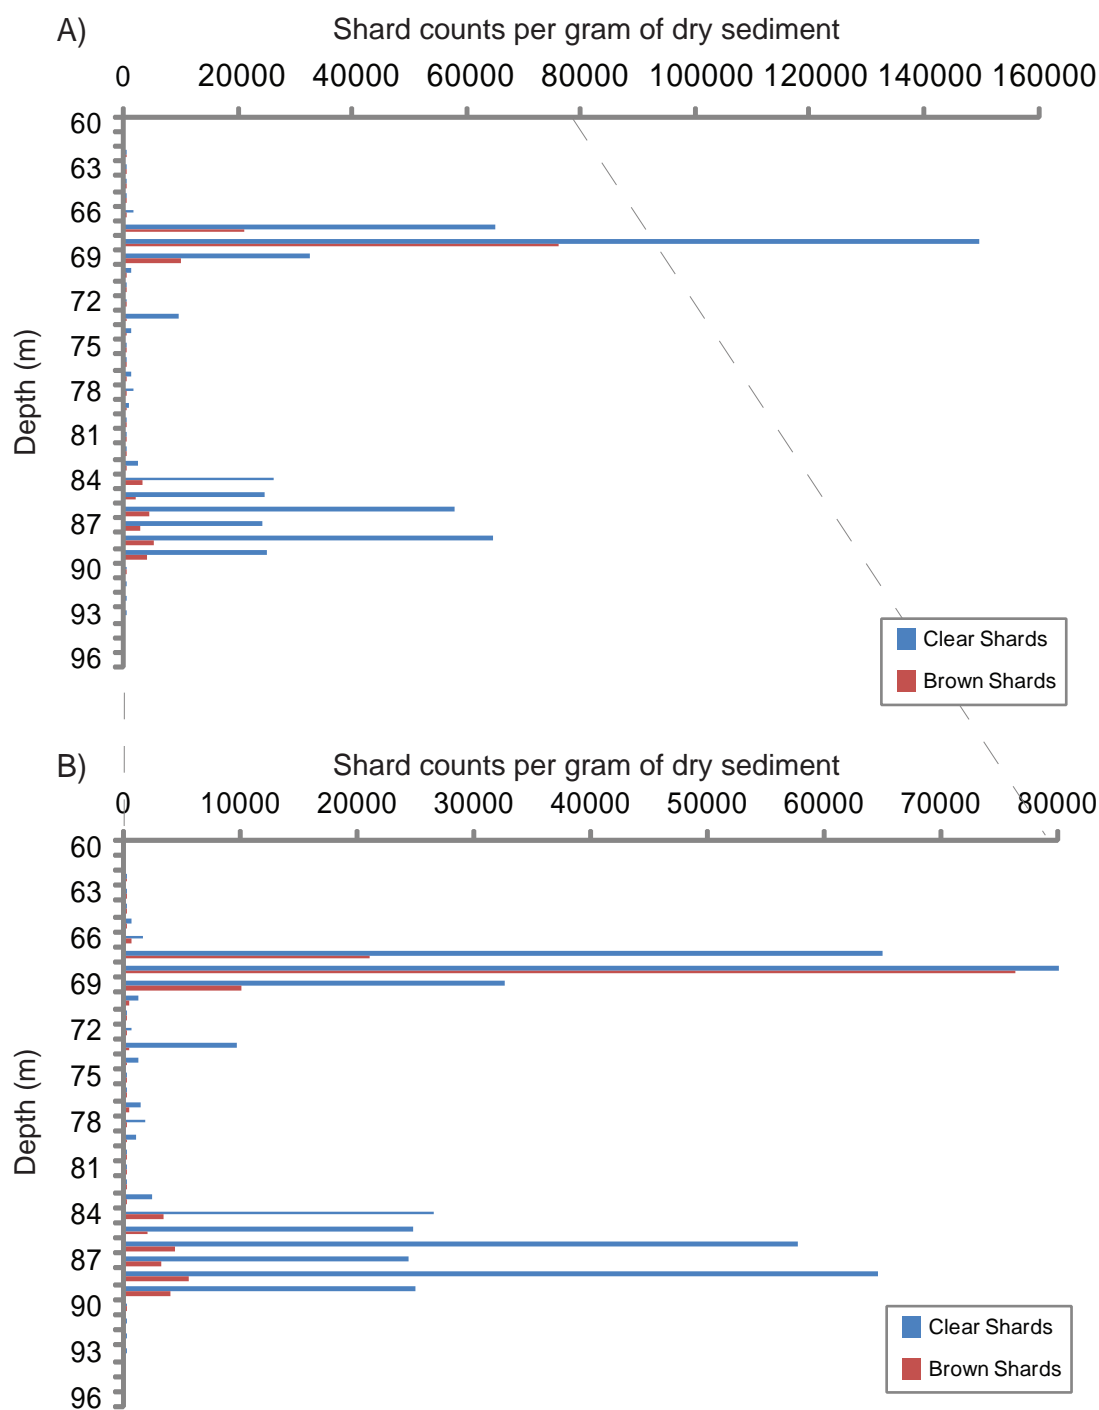 A)
Shard counts per gram of dry sediment
0 20000 40000 60000 80000 100000 120000 140000 160000
60
63
66
69
72
75
78
81
84
87
90
93
96
Depth (m)
Clear Shards
Brown Shards
B)
Shard counts per gram of dry sediment
0 10000 20000 30000 40000 50000 60000 70000 80000
60
63
66
69
72
75
78
81
84
87
90
93
96
Depth (m)
Clear Shards
Brown Shards